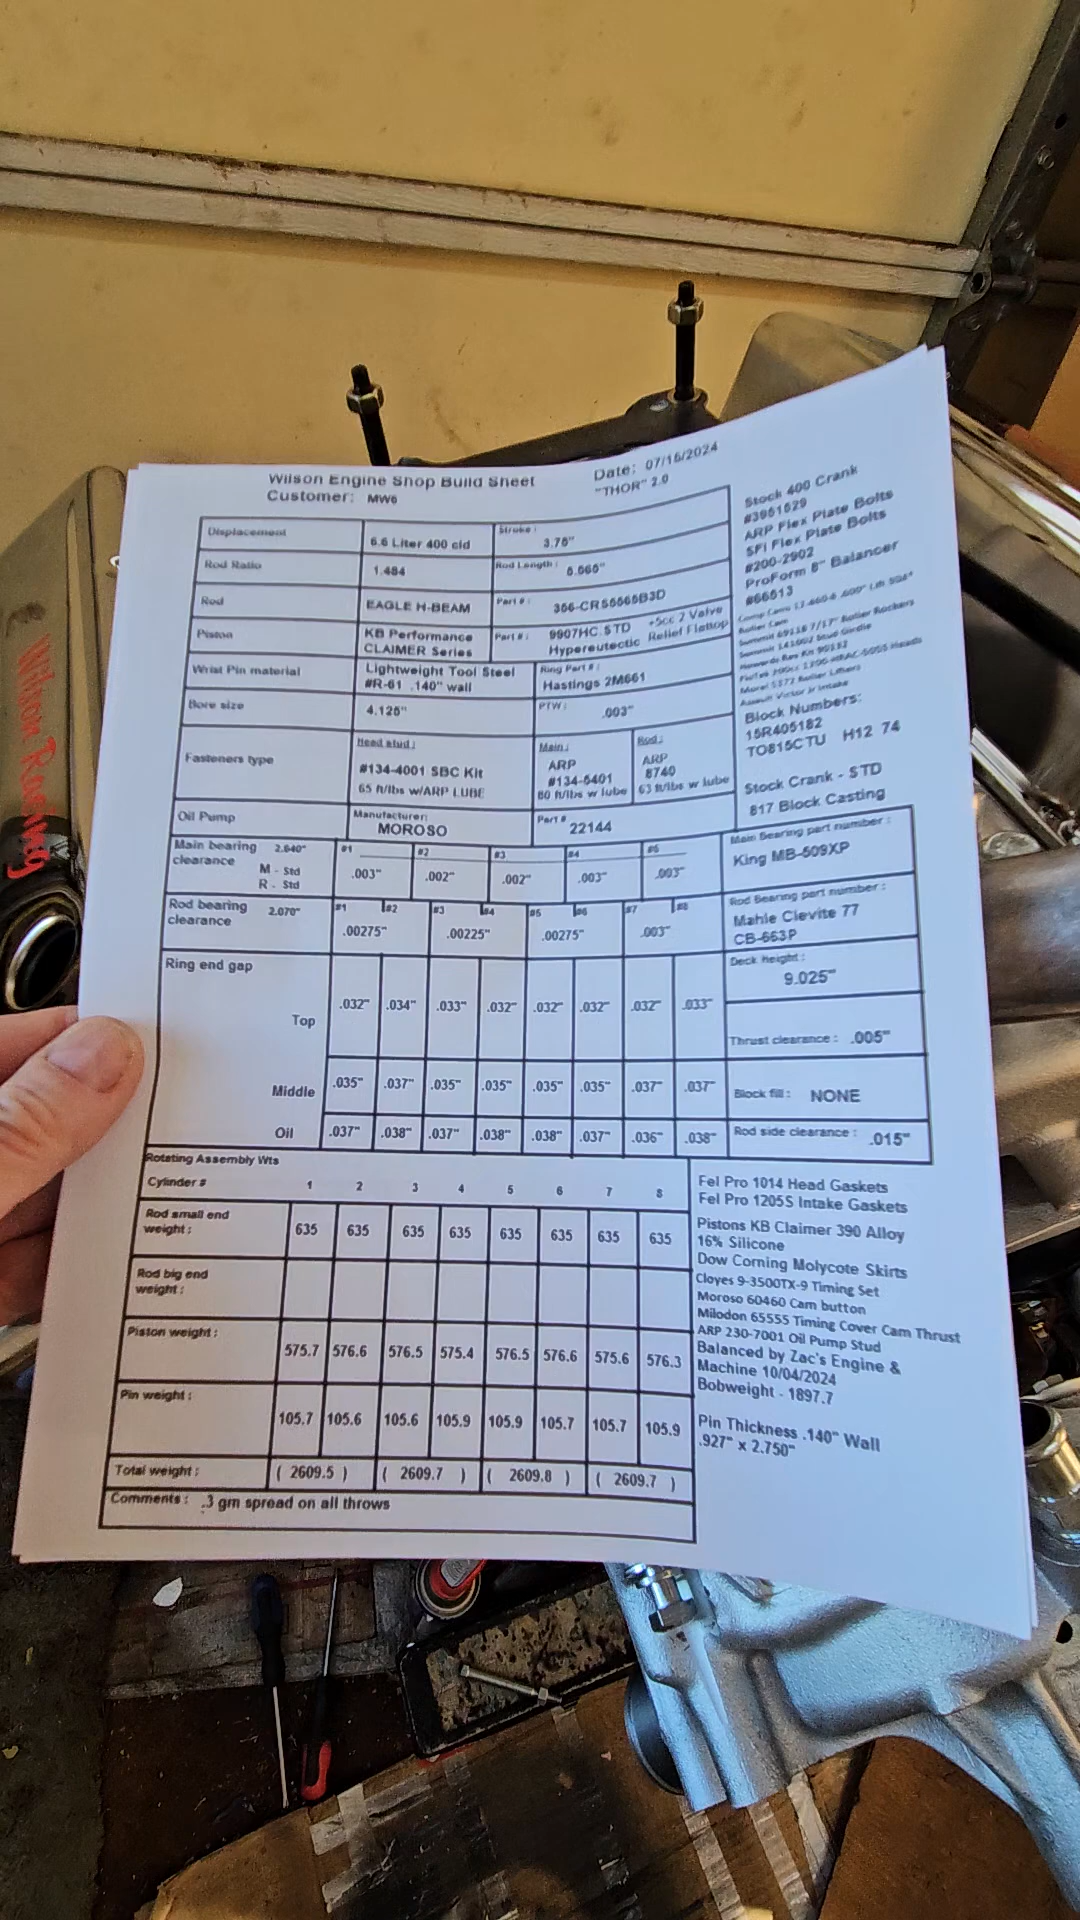 Wilson Engine Shop Build Sheet
Date: 07/15/2024
Customer: MW6
"THOR" 2.0
Displacement 6.6 Liter 400 cid Stroke: 3.75"
Rod Ratio 1.484 Rod Length: 5.565"
Rod EAGLE H-BEAM Part #: 356-CRS5565B3D
Piston KB Performance CLAIMER Series Part #: 9907HC.STD +5cc 2 Valve
Hypereutectic Relief Flattop
Wrist Pin material Lightweight Tool Steel Ring Part #:
#R-61 .140" wall Hastings 2M661
Bore size 4.125" PTW: .003"
Fasteners type Head stud: Main: Rod:
#134-4001 SBC Kit ARP ARP
65 ft/lbs w/ARP LUBE #134-5401 8740
80 ft/lbs w lube 63 ft/lbs w lube
Oil Pump Manufacturer: MOROSO Part # 22144
Stock 400 Crank
#3951529
ARP Flex Plate Bolts
SFI Flex Plate Bolts
#200-2902
ProForm 8" Balancer
#66513
Roller Cam
Summit 141002 Stud Girdle
Block Numbers:
15R405182
TO815CTU H12 74
Stock Crank - STD
817 Block Casting
Main bearing 2.640" #1 #2 #3 #4 #5
clearance M - Std .003" .002" .002" .003" .003"
R - Std
Main Bearing part number:
King MB-509XP
Rod bearing 2.070" #1 #2 #3 #4 #5 #6 #7 #8
clearance .00275" .00225" .00275" .003"
Rod Bearing part number:
Mahle Clevite 77
CB-663P
Ring end gap
Top .032" .034" .033" .032" .032" .032" .032" .033"
Middle .035" .037" .035" .035" .035" .035" .037" .037"
Oil .037" .038" .037" .038" .038" .037" .036" .038"
Deck height:
9.025"
Thrust clearance: .005"
Block fill: NONE
Rod side clearance: .015"
Rotating Assembly Wts
Cylinder # 1 2 3 4 5 6 7 8
Rod small end weight: 635 635 635 635 635 635 635 635
Rod big end weight:
Piston weight: 575.7 576.6 576.5 575.4 576.5 576.6 575.6 576.3
Pin weight: 105.7 105.6 105.6 105.9 105.9 105.7 105.7 105.9
Total weight: ( 2609.5 ) ( 2609.7 ) ( 2609.8 ) ( 2609.7 )
Comments: .3 gm spread on all throws
Fel Pro 1014 Head Gaskets
Fel Pro 1205S Intake Gaskets
Pistons KB Claimer 390 Alloy
16% Silicone
Dow Corning Molycote Skirts
Cloyes 9-3500TX-9 Timing Set
Moroso 60460 Cam button
Milodon 65555 Timing Cover Cam Thrust
ARP 230-7001 Oil Pump Stud
Balanced by Zac's Engine &
Machine 10/04/2024
Bobweight - 1897.7
Pin Thickness .140" Wall
.927" x 2.750"
Wilson Racing